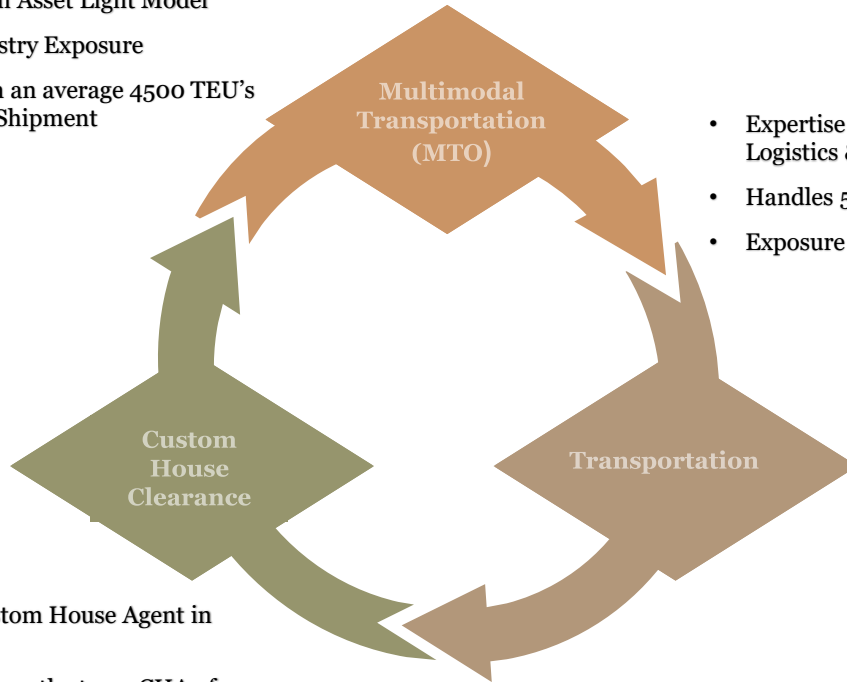 n Asset Light Model
stry Exposure
n an average 4500 TEU's
Shipment
Multimodal
Transportation
(MTO)
• Expertise
Logistics &
• Handles 5
• Exposure
Custom
House
Clearance
Transportation
tom House Agent in